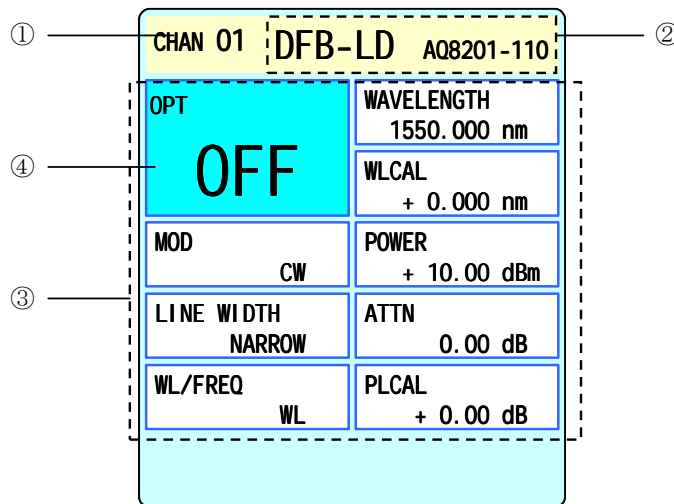 ①
CHAN 01 DFB-LD AQ8201-110
②
OPT
OFF
④
WAVELENGTH
1550.000 nm
WLCAL
+ 0.000 nm
MOD
CW
POWER
+ 10.00 dBm
③
LINE WIDTH
NARROW
ATTN
0.00 dB
WL/FREQ
WL
PLCAL
+ 0.00 dB